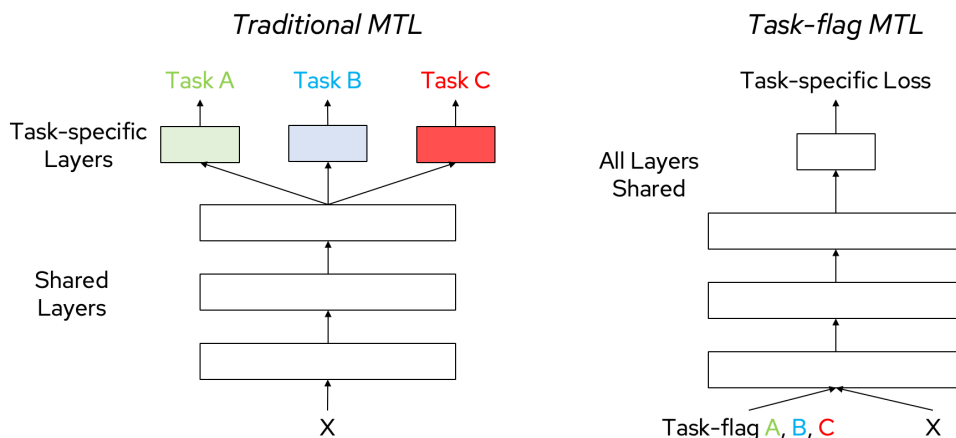 Traditional MTL
Task A
Task B
Task C
Task-specific
Layers
Shared
Layers
X
Task-flag MTL
Task-specific Loss
All Layers
Shared
Task-flag A, B, C
X